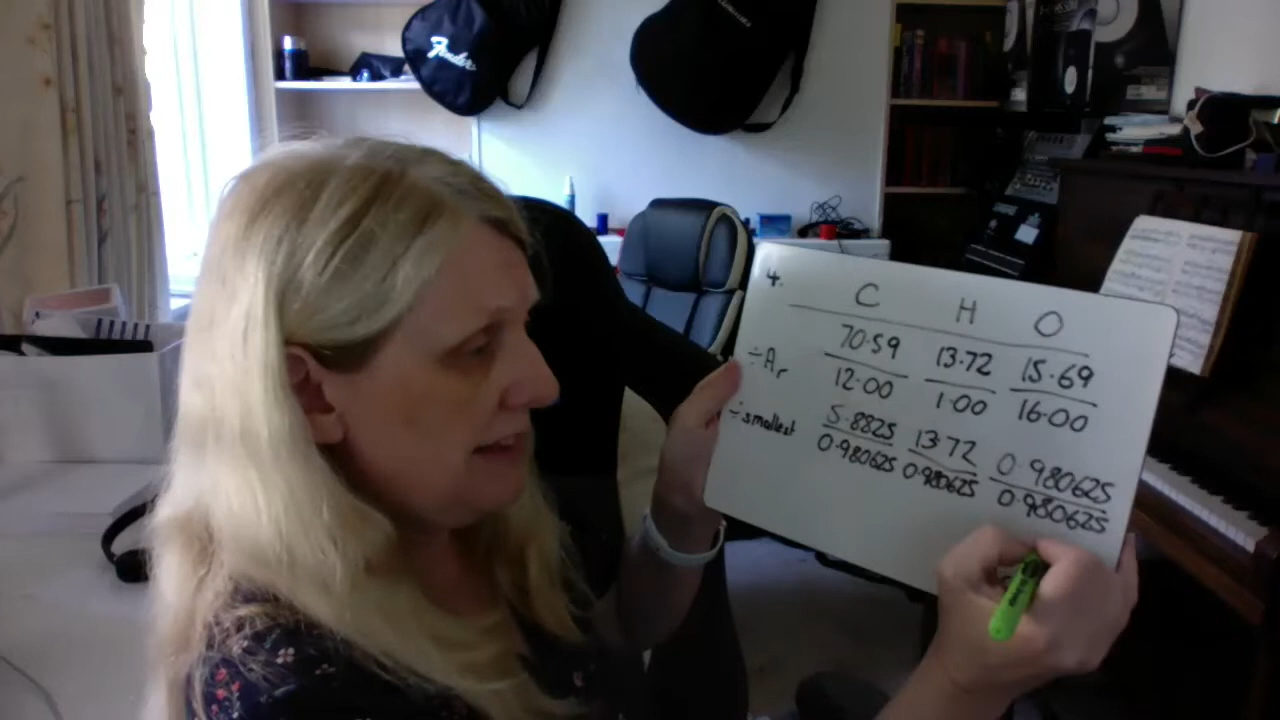 Fender
4.
C H O
÷Ar 70.59 13.72 15.69
12.00 1.00 16.00
÷smallest 5.8825 13.72 0.980625
0.980625 0.980625 0.980625